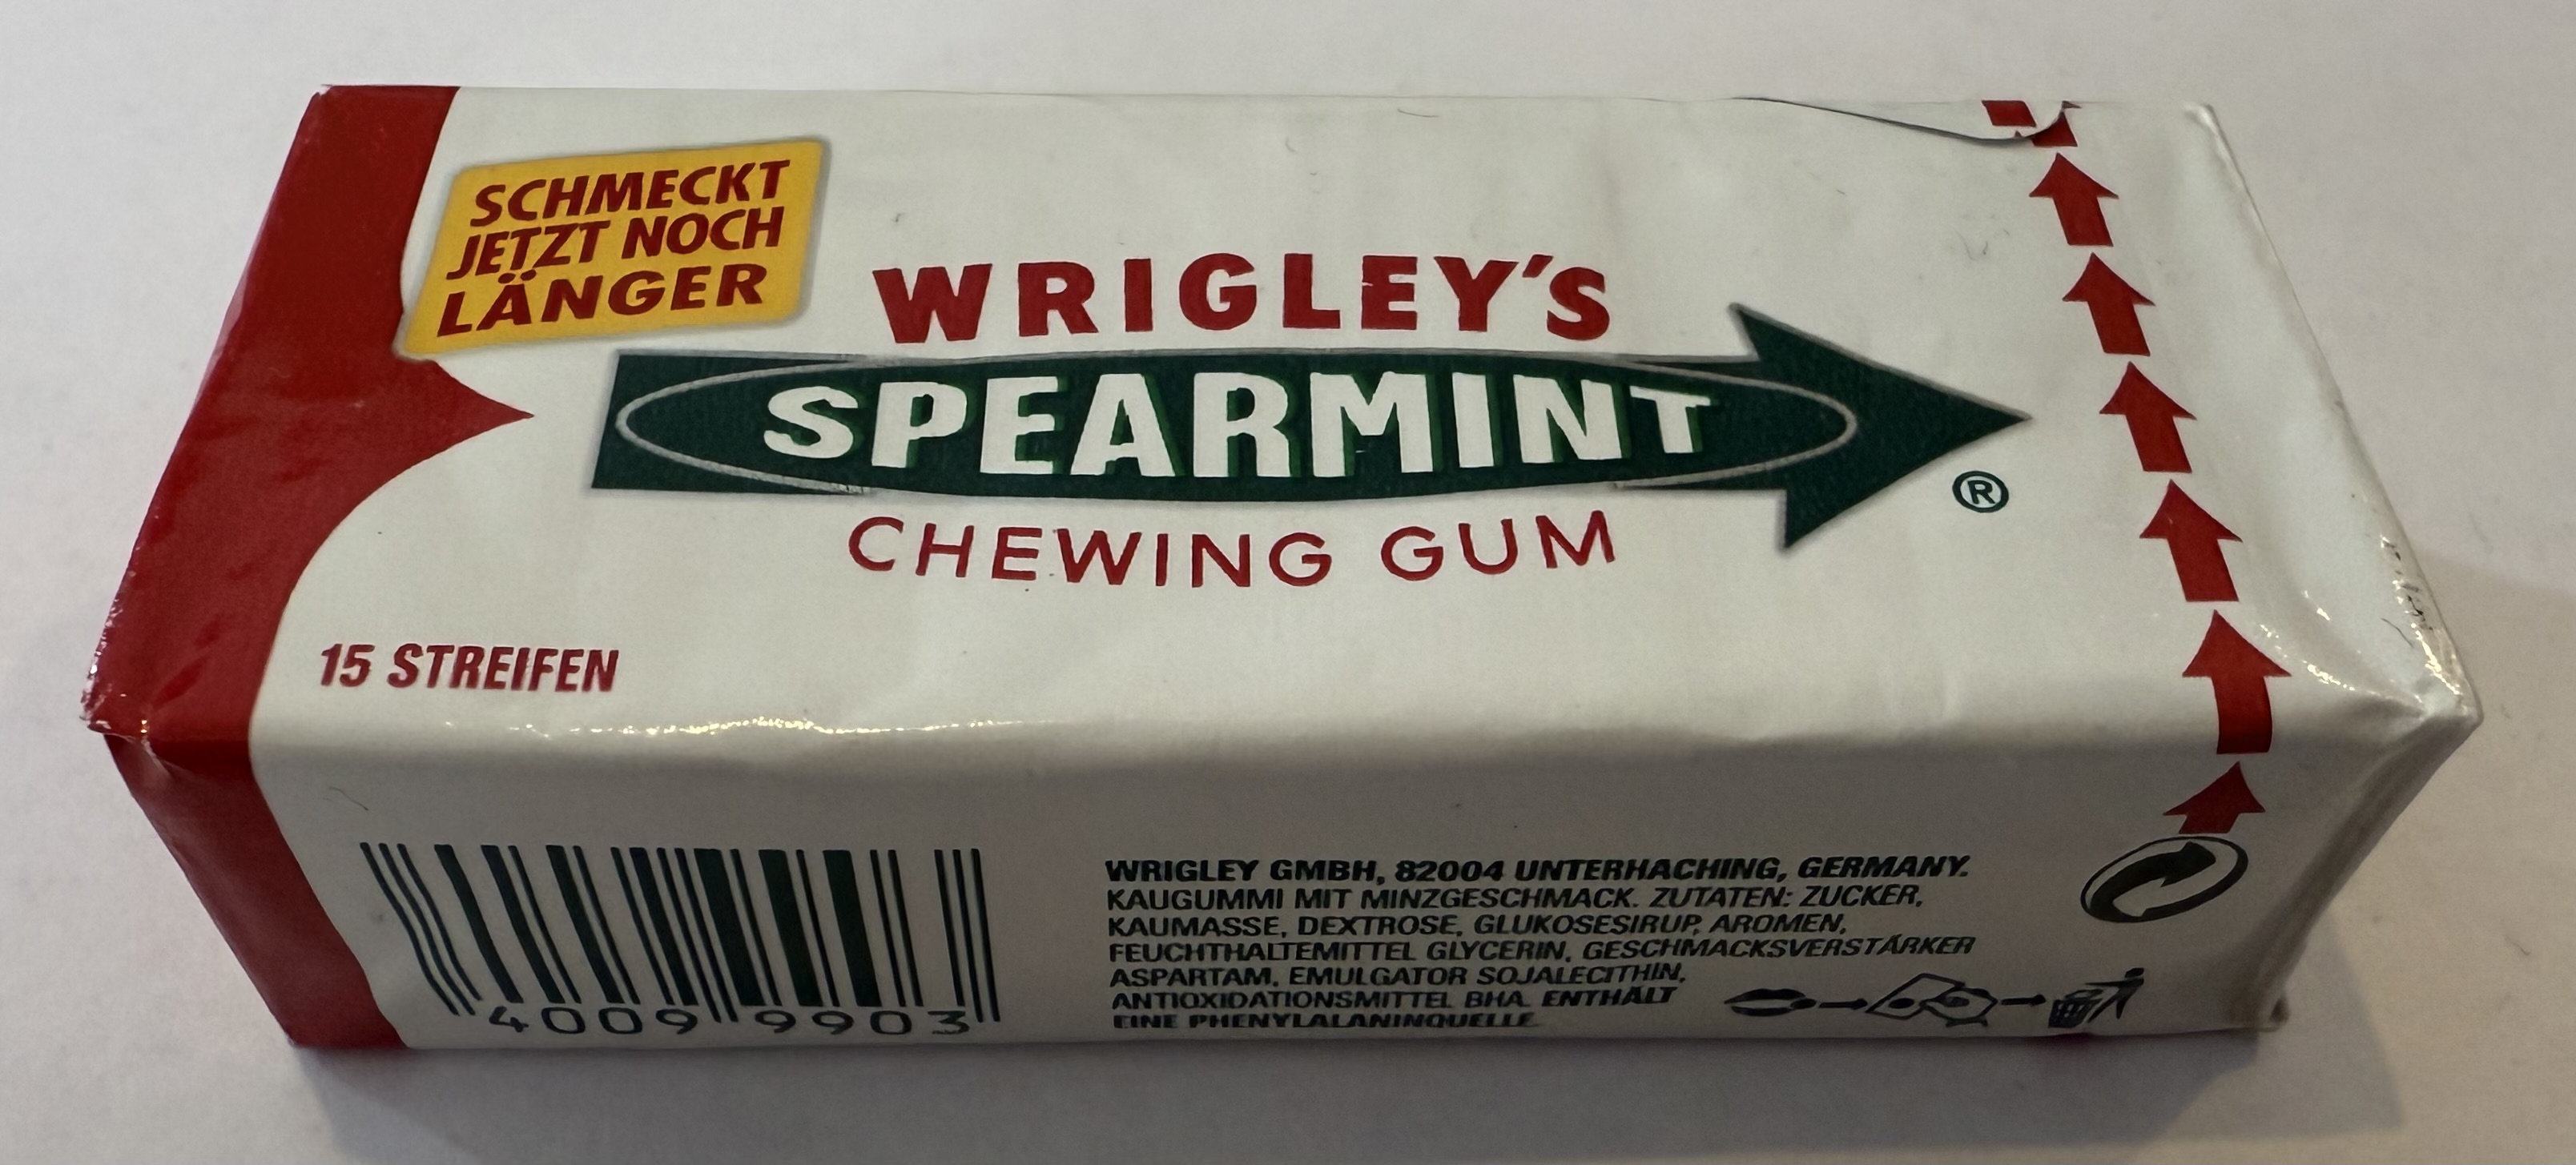 SCHMECKT
JETZT NOCH
LÄNGER
WRIGLEY'S
SPEARMINT
®
CHEWING GUM
15 STREIFEN
4009 9903
WRIGLEY GMBH, 82004 UNTERHACHING, GERMANY.
KAUGUMMI MIT MINZGESCHMACK. ZUTATEN: ZUCKER,
KAUMASSE, DEXTROSE, GLUKOSESIRUP, AROMEN,
FEUCHTHALTEMITTEL GLYCERIN, GESCHMACKSVERSTÄRKER
ASPARTAM, EMULGATOR SOJALECITHIN,
ANTIOXIDATIONSMITTEL BHA. ENTHÄLT
EINE PHENYLALANINQUELLE.